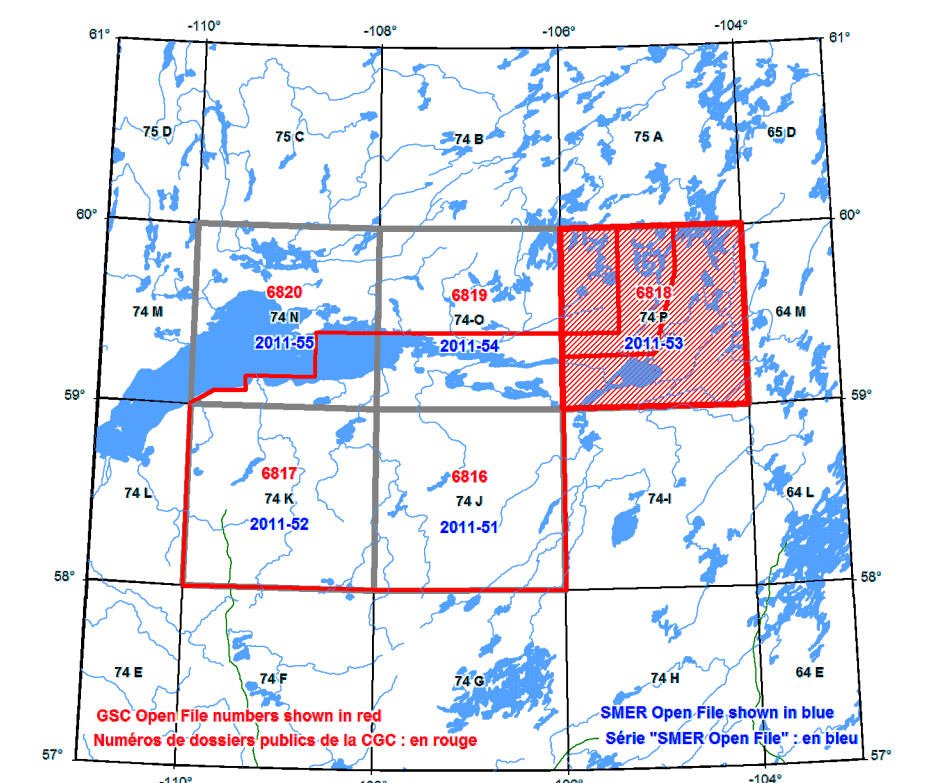 -110°
-108°
-106°
-104°
61°
61°
75 D
75 C
74 B
75 A
65 D
60°
60°
6820
6819
6818
74 M
74 N
74-O
74 P
64 M
2011-55
2011-54
2011-53
59°
59°
6817
6816
74 L
74 K
74 J
74-I
64 L
2011-52
2011-51
58°
58°
74 E
74 F
74 G
74 H
64 E
GSC Open File numbers shown in red
Numéros de dossiers publics de la CGC : en rouge
SMER Open File shown in blue
Série "SMER Open File" : en bleu
57°
57°
-110°
-104°